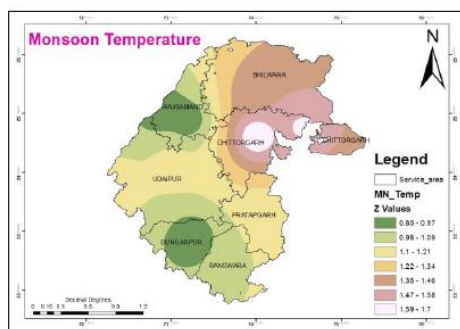 Monsoon Temperature
N
BHILWARA
RAJSAMAND
CHITTORGARH
CHITTORGARH
UDAIPUR
PRATAPGARH
DUNGARPUR
BANSWARA
Legend
Service_area
MN_Temp
Z Values
0.85 - 0.97
0.98 - 1.09
1.1 - 1.21
1.22 - 1.34
1.35 - 1.46
1.47 - 1.58
1.59 - 1.7
Decimal Degrees